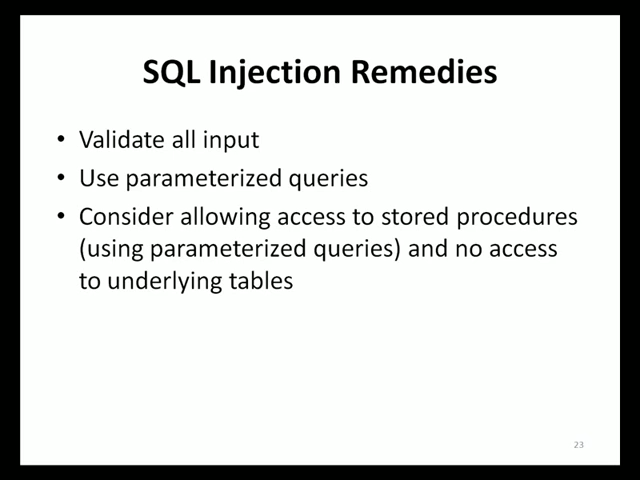 SQL Injection Remedies
• Validate all input
• Use parameterized queries
• Consider allowing access to stored procedures
(using parameterized queries) and no access
to underlying tables
23